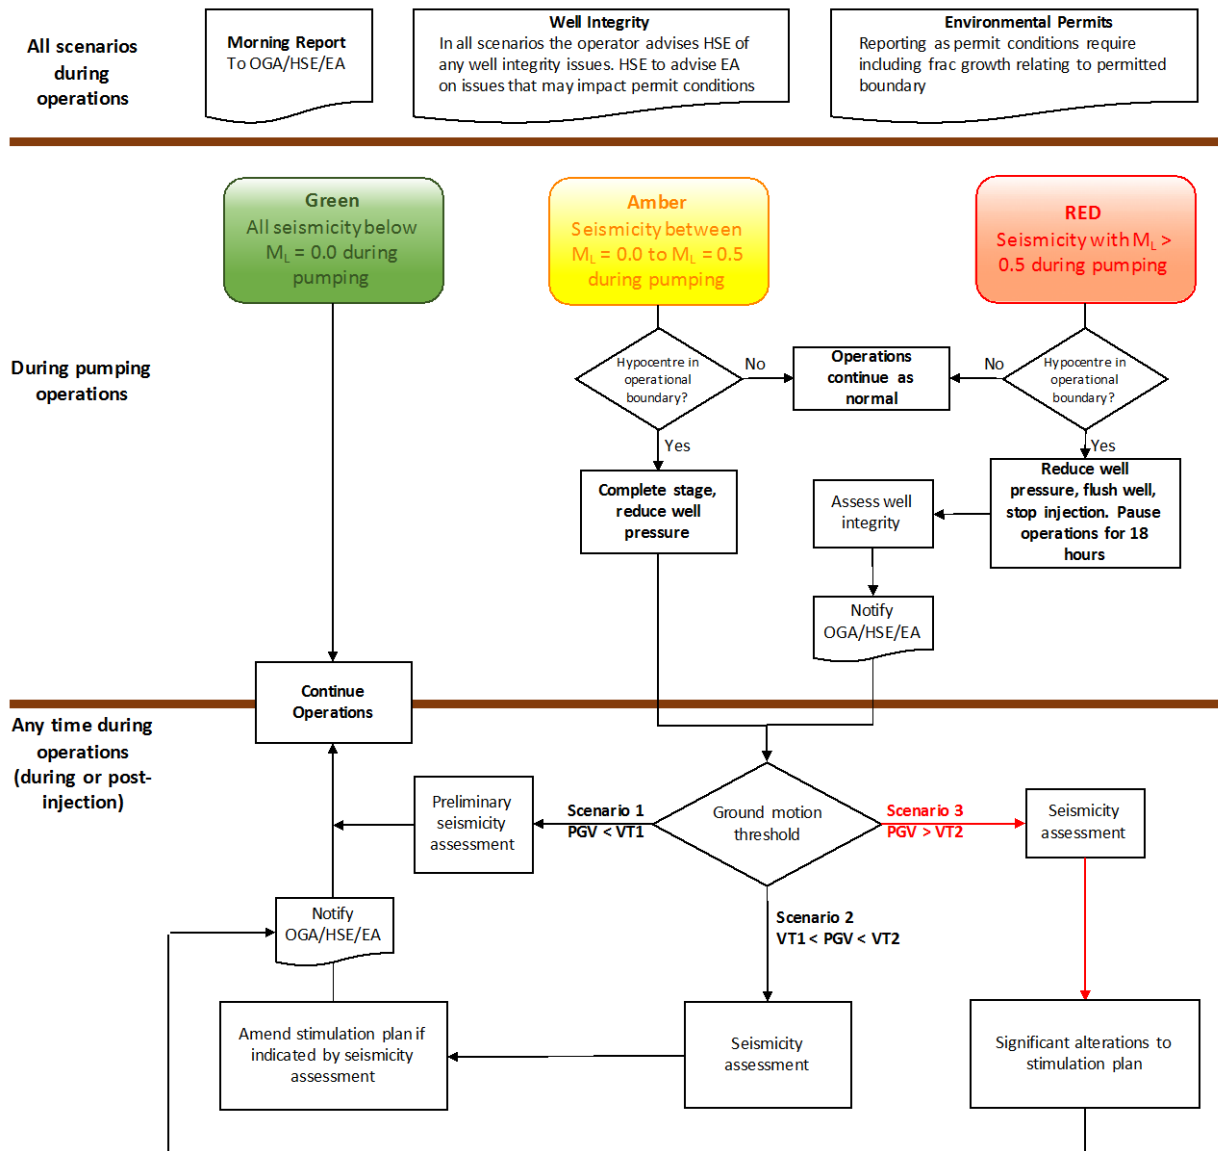 All scenarios
during
operations
Morning Report
To OGA/HSE/EA
Well Integrity
In all scenarios the operator advises HSE of
any well integrity issues. HSE to advise EA
on issues that may impact permit conditions
Environmental Permits
Reporting as permit conditions require
including frac growth relating to permitted
boundary
During pumping
operations
Green
All seismicity below
ML = 0.0 during
pumping
Amber
Seismicity between
ML = 0.0 to ML = 0.5
during pumping
RED
Seismicity with ML >
0.5 during pumping
Hypocentre in
operational
boundary?
No
Operations
continue as
normal
No
Hypocentre in
operational
boundary?
Yes
Yes
Complete stage,
reduce well
pressure
Assess well
integrity
Reduce well
pressure, flush well,
stop injection. Pause
operations for 18
hours
Notify
OGA/HSE/EA
Continue
Operations
Any time during
operations
(during or post-
injection)
Preliminary
seismicity
assessment
Scenario 1
PGV < VT1
Ground motion
threshold
Scenario 3
PGV > VT2
Seismicity
assessment
Scenario 2
VT1 < PGV < VT2
Notify
OGA/HSE/EA
Amend stimulation plan if
indicated by seismicity
assessment
Seismicity
assessment
Significant alterations to
stimulation plan